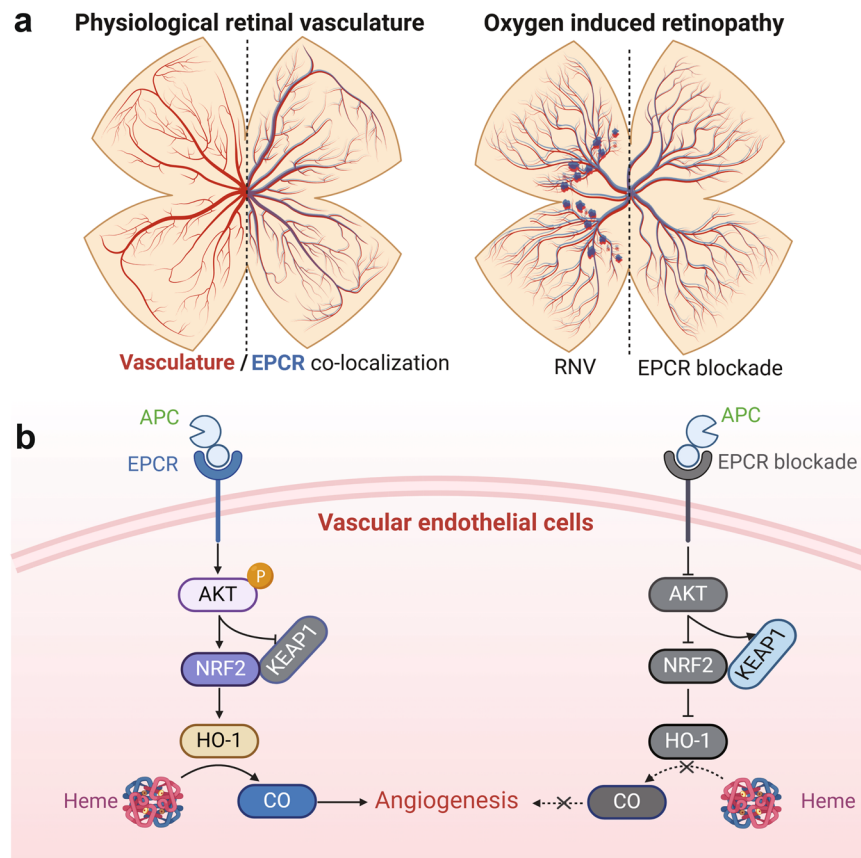 a
Physiological retinal vasculature
Oxygen induced retinopathy
Vasculature / EPCR co-localization
RNV
EPCR blockade
b
APC
APC
EPCR
EPCR blockade
Vascular endothelial cells
P
AKT
AKT
KEAP1
KEAP1
NRF2
NRF2
HO-1
HO-1
Heme
CO
Angiogenesis
CO
Heme